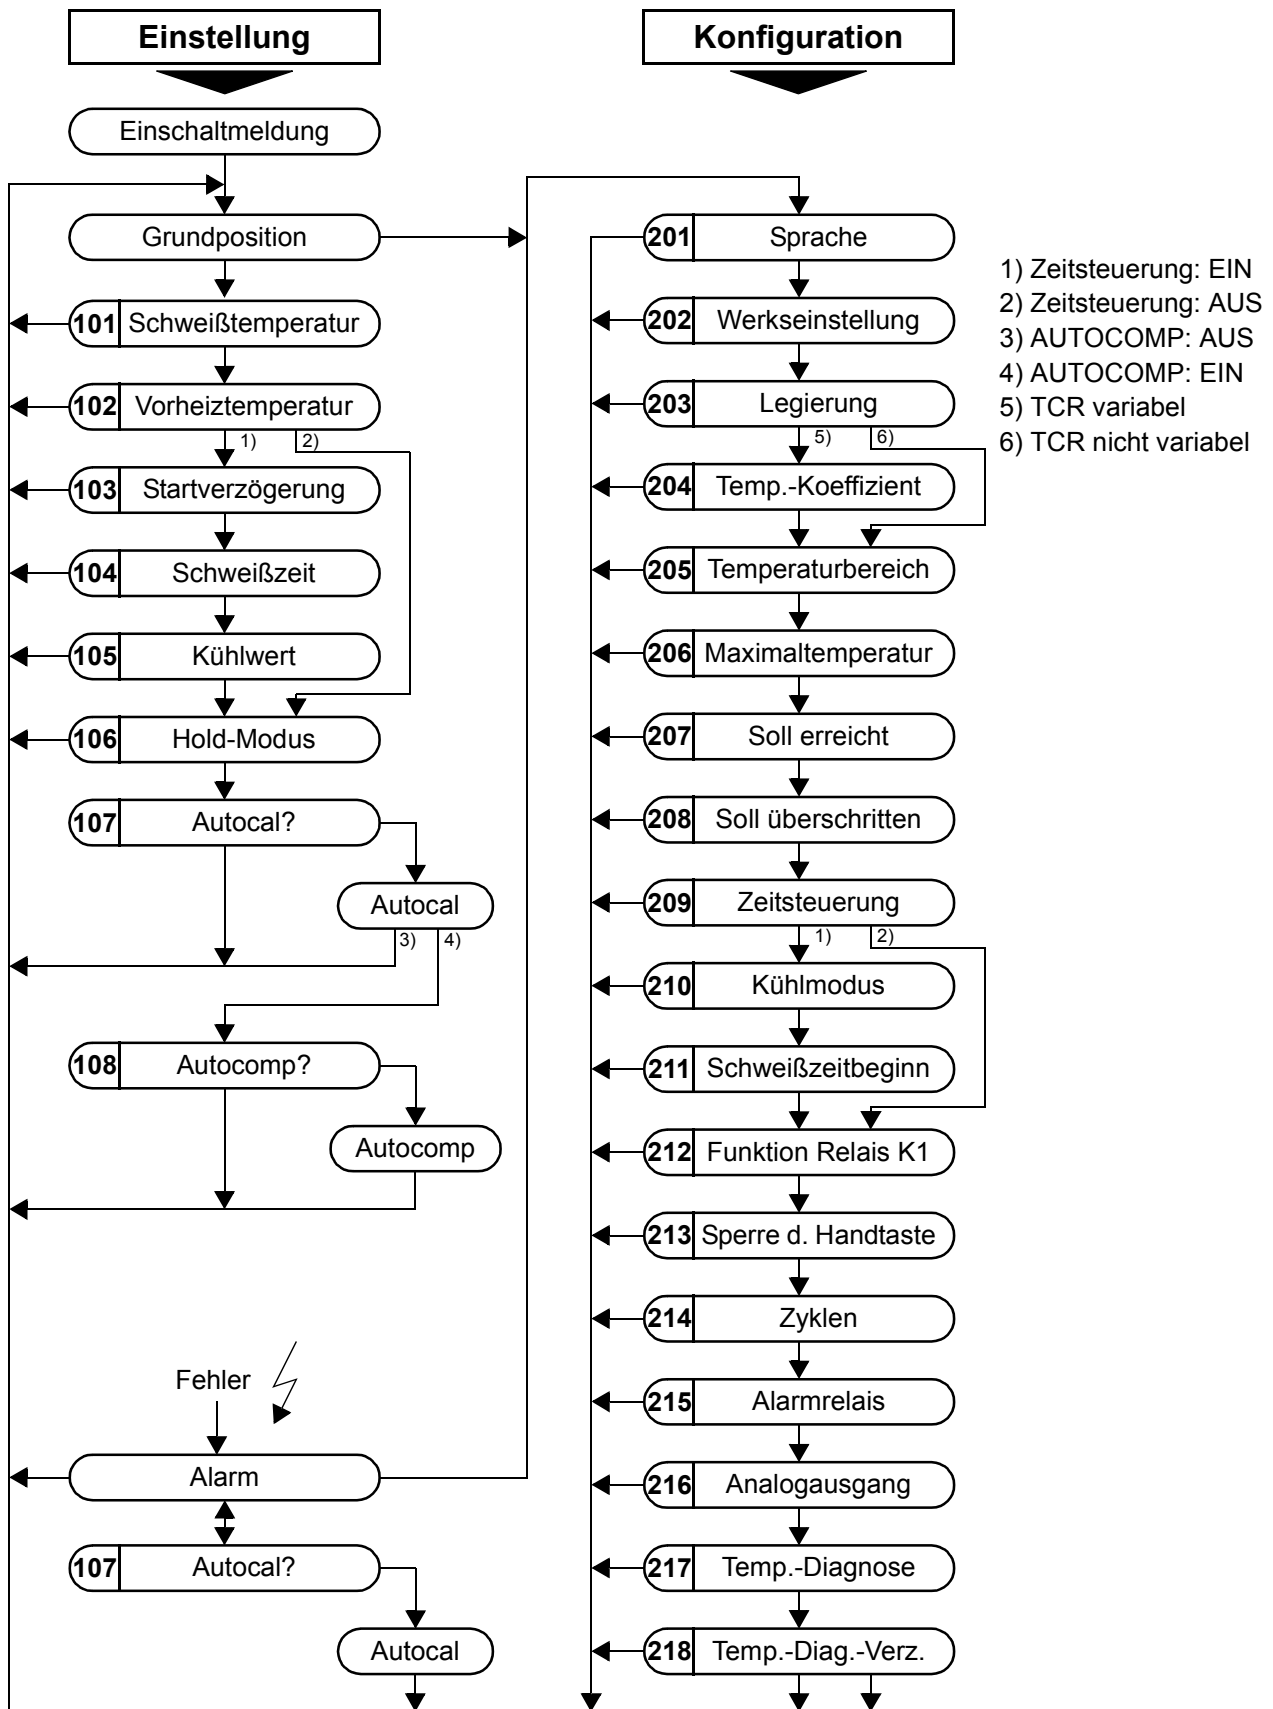 Einstellung
Einschaltmeldung
Grundposition
101 Schweißtemperatur
102 Vorheiztemperatur
1) 2)
103 Startverzögerung
104 Schweißzeit
105 Kühlwert
106 Hold-Modus
107 Autocal?
Autocal
3) 4)
108 Autocomp?
Autocomp
Fehler
Alarm
107 Autocal?
Autocal
Konfiguration
201 Sprache
202 Werkseinstellung
203 Legierung
5) 6)
204 Temp.-Koeffizient
205 Temperaturbereich
206 Maximaltemperatur
207 Soll erreicht
208 Soll überschritten
209 Zeitsteuerung
1) 2)
210 Kühlmodus
211 Schweißzeitbeginn
212 Funktion Relais K1
213 Sperre d. Handtaste
214 Zyklen
215 Alarmrelais
216 Analogausgang
217 Temp.-Diagnose
218 Temp.-Diag.-Verz.
1) Zeitsteuerung: EIN
2) Zeitsteuerung: AUS
3) AUTOCOMP: AUS
4) AUTOCOMP: EIN
5) TCR variabel
6) TCR nicht variabel